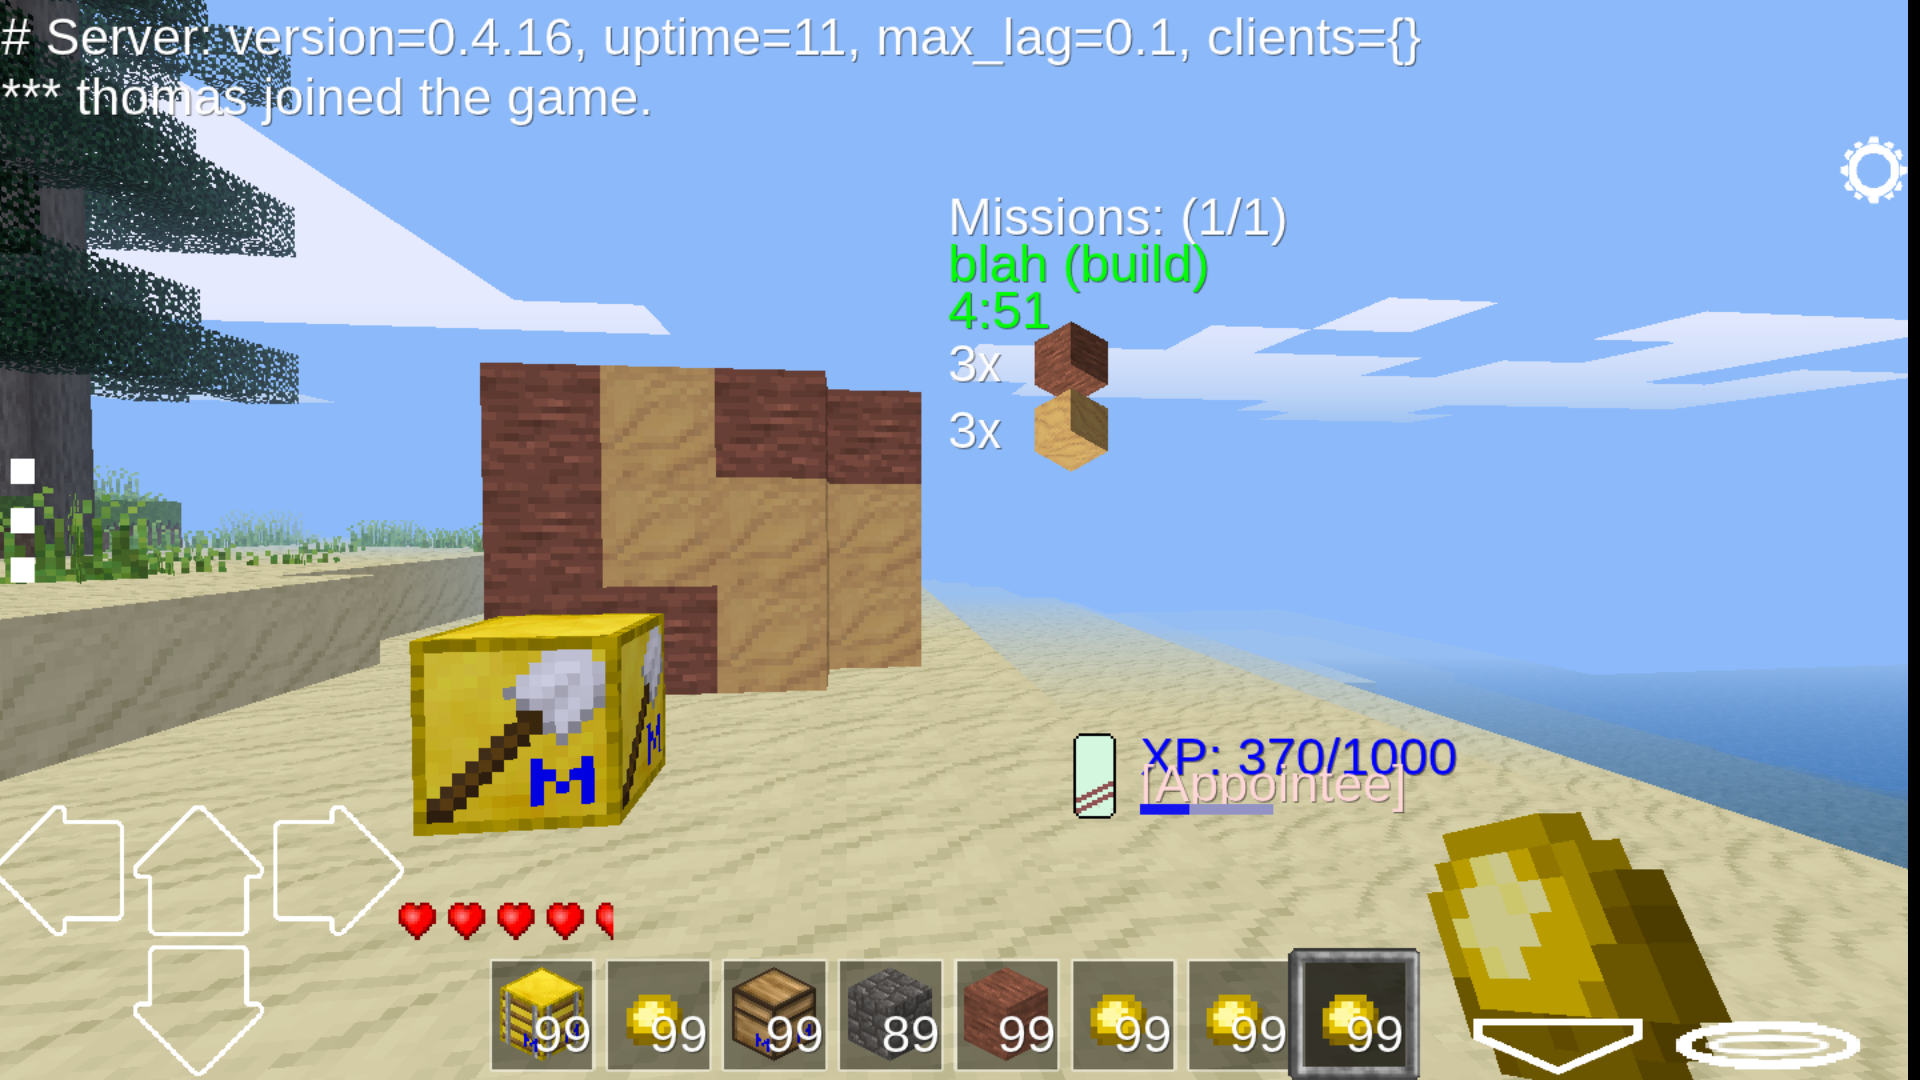 # Server: version=0.4.16, uptime=11, max_lag=0.1, clients={}
*** thomas joined the game.
Missions: (1/1)
blah (build)
4:51
3x
3x
XP: 370/1000
[Appointee]
M
M
99
99
99
89
99
99
99
99